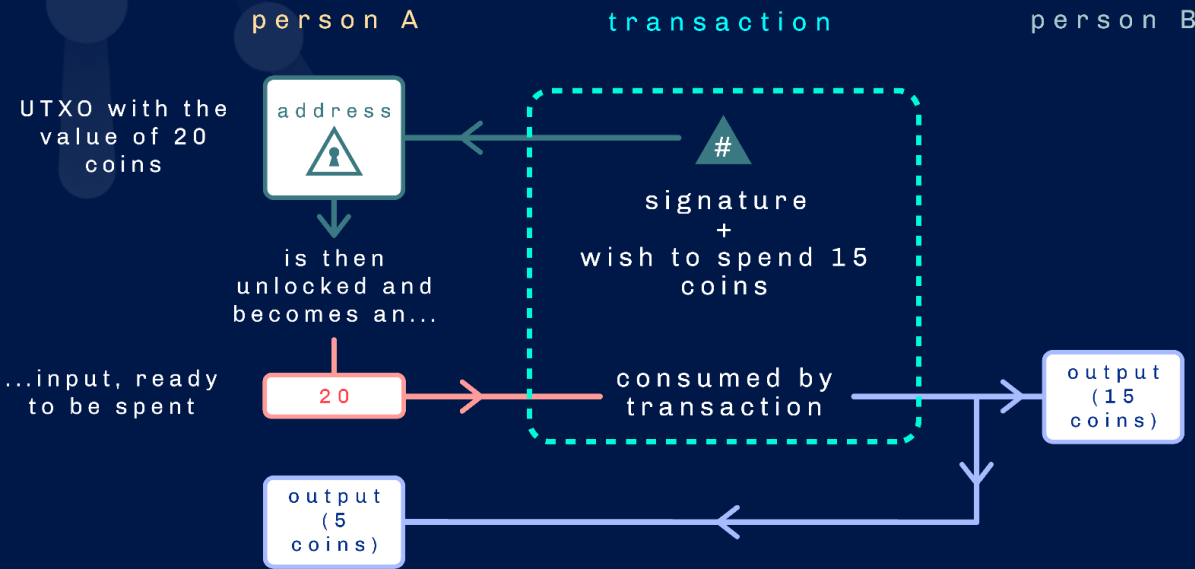 person A
transaction
person B
UTXO with the
value of 20
coins
address
#
signature
+
wish to spend 15
coins
is then
unlocked and
becomes an...
...input, ready
to be spent
20
consumed by
transaction
output
(15
coins)
output
(5
coins)